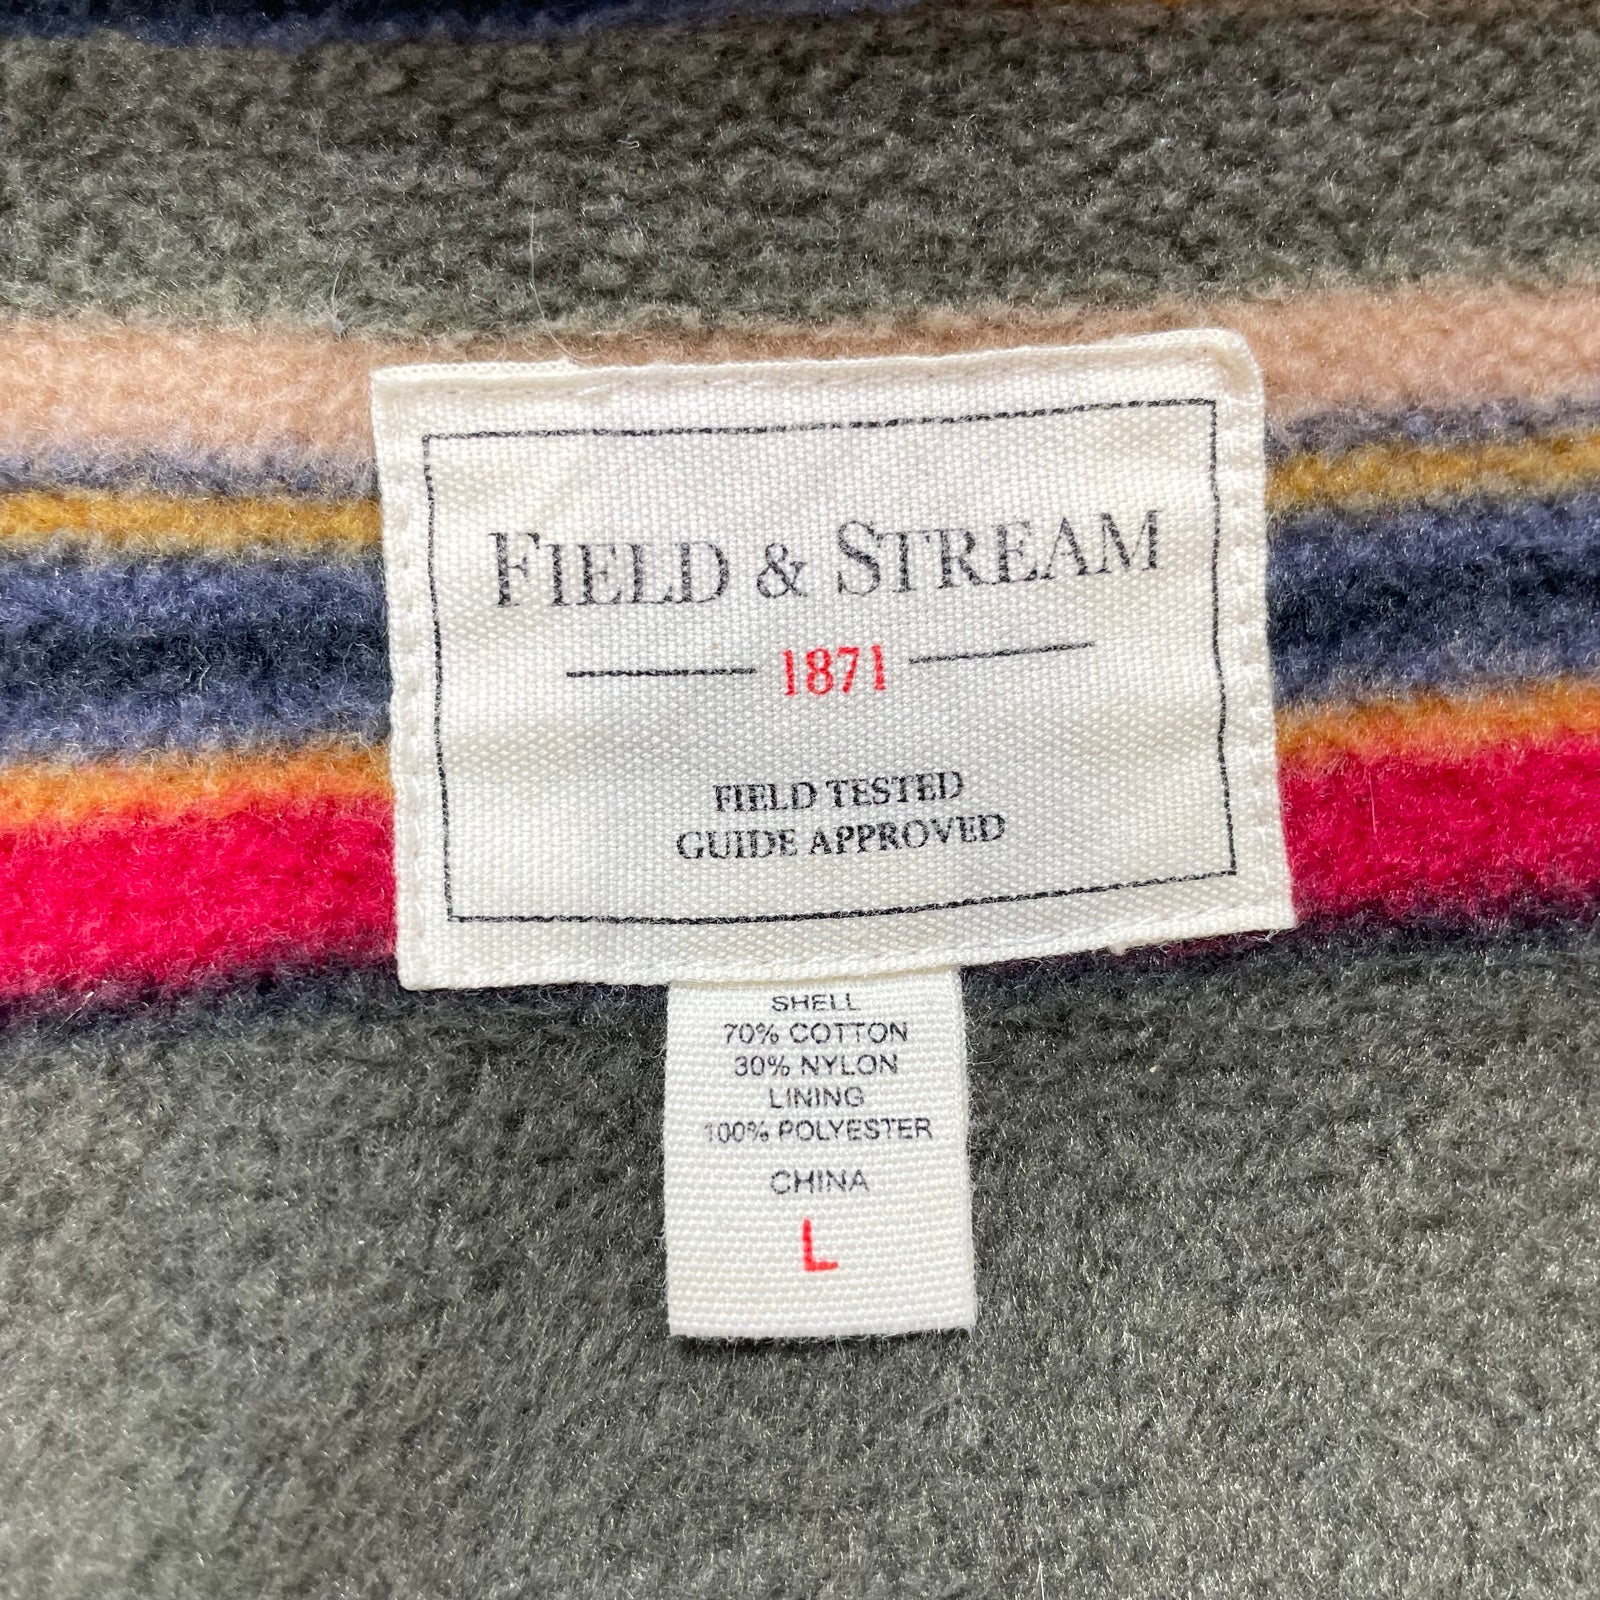 FIELD & STREAM
1871
FIELD TESTED
GUIDE APPROVED
SHELL
70% COTTON
30% NYLON
LINING
100% POLYESTER
CHINA
L